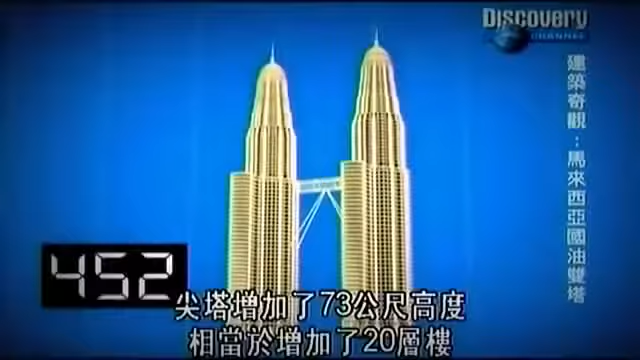 Discovery
CHANNEL
建築奇觀：馬來西亞國油雙塔
452
尖塔增加了73公尺高度
相當於增加了20層樓